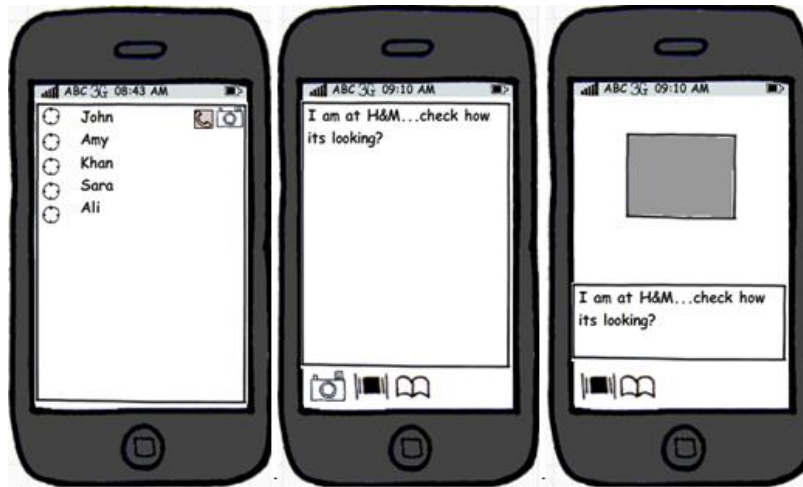 ABC 3G 08:43 AM
John
Amy
Khan
Sara
Ali
ABC 3G 09:10 AM
I am at H&M...check how
its looking?
ABC 3G 09:10 AM
I am at H&M...check how
its looking?